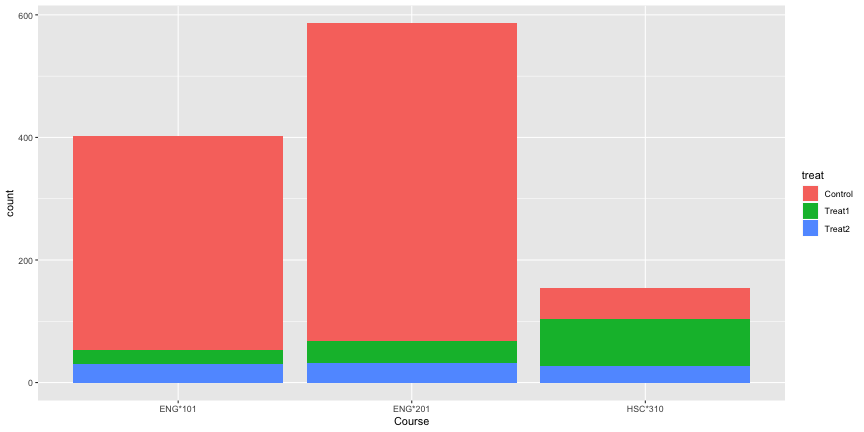 600
400
200
0
count
ENG*101
ENG*201
HSC*310
Course
treat
Control
Treat1
Treat2